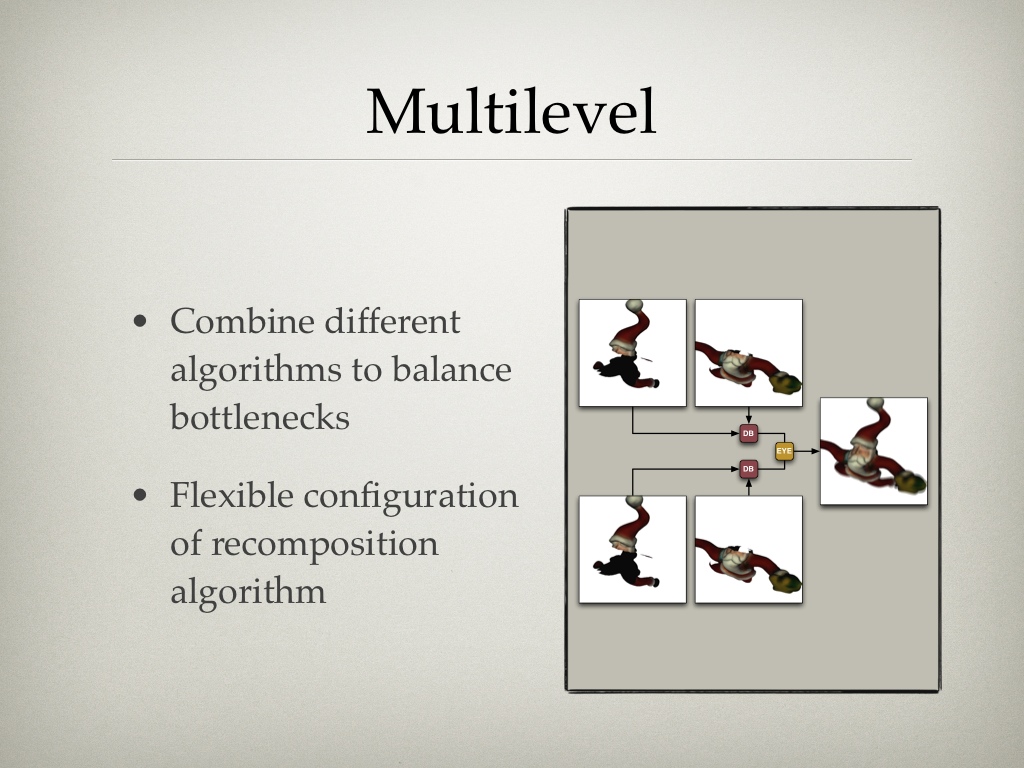 Multilevel
• Combine different
algorithms to balance
bottlenecks
• Flexible configuration
of recomposition
algorithm
DB
EYE
DB